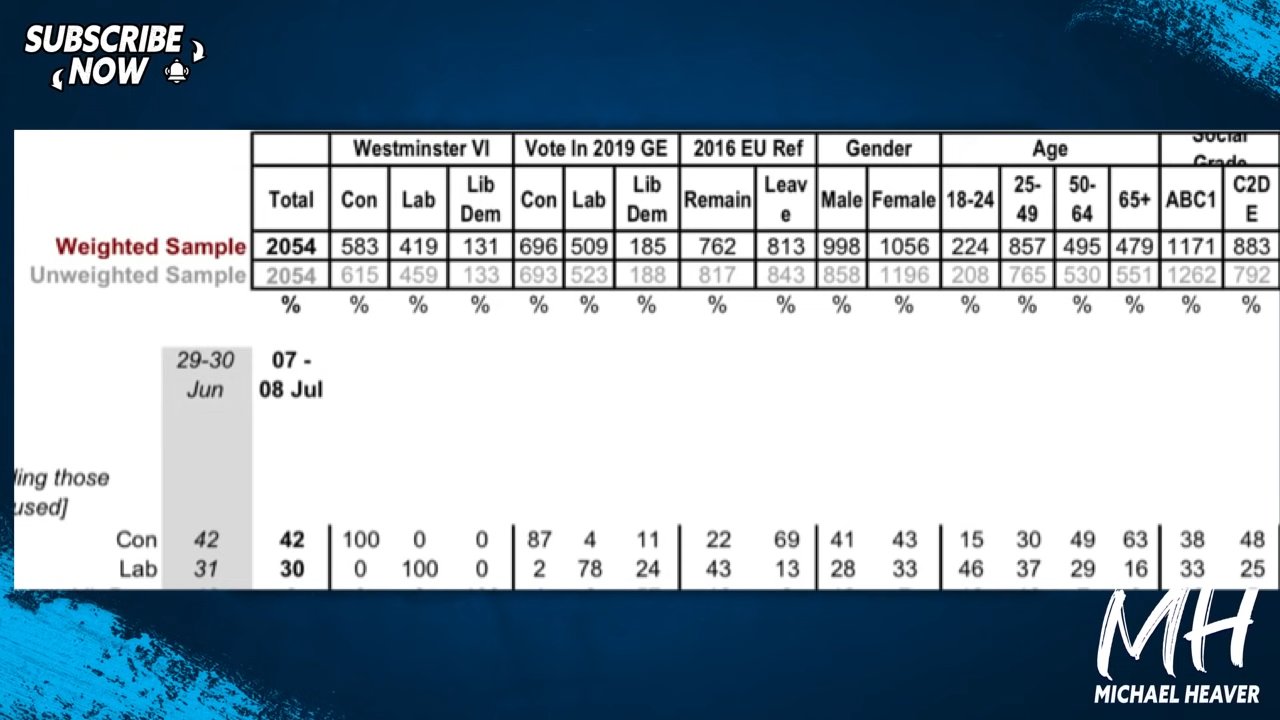 SUBSCRIBE
NOW
Westminster VI Vote In 2019 GE 2016 EU Ref Gender Age Social Grade
Total Con Lab Lib Dem Con Lab Lib Dem Remain Leav e Male Female 18-24 25-49 50-64 65+ ABC1 C2D E
Weighted Sample 2054 583 419 131 696 509 185 762 813 998 1056 224 857 495 479 1171 883
Unweighted Sample 2054 615 459 133 693 523 188 817 843 858 1196 208 765 530 551 1262 792
% % % % % % % % % % % % % % % % %
29-30 07 -
Jun 08 Jul
ding those
used]
Con 42 42 100 0 0 87 4 11 22 69 41 43 15 30 49 63 38 48
Lab 31 30 0 100 0 2 78 24 43 13 28 33 46 37 29 16 33 25
MH
MICHAEL HEAVER